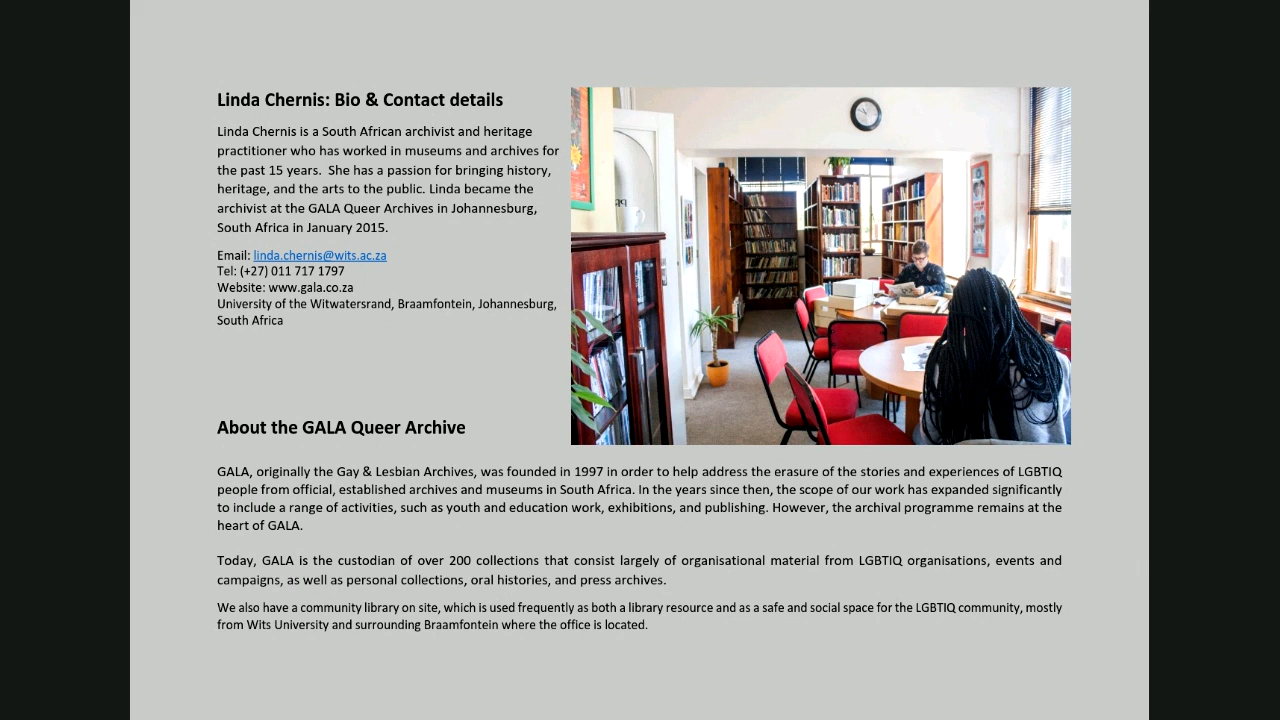 Linda Chernis: Bio & Contact details
Linda Chernis is a South African archivist and heritage
practitioner who has worked in museums and archives for
the past 15 years.  She has a passion for bringing history,
heritage, and the arts to the public. Linda became the
archivist at the GALA Queer Archives in Johannesburg,
South Africa in January 2015.
Email: linda.chernis@wits.ac.za
Tel: (+27) 011 717 1797
Website: www.gala.co.za
University of the Witwatersrand, Braamfontein, Johannesburg,
South Africa
About the GALA Queer Archive
GALA, originally the Gay & Lesbian Archives, was founded in 1997 in order to help address the erasure of the stories and experiences of LGBTIQ
people from official, established archives and museums in South Africa. In the years since then, the scope of our work has expanded significantly
to include a range of activities, such as youth and education work, exhibitions, and publishing. However, the archival programme remains at the
heart of GALA.
Today, GALA is the custodian of over 200 collections that consist largely of organisational material from LGBTIQ organisations, events and
campaigns, as well as personal collections, oral histories, and press archives.
We also have a community library on site, which is used frequently as both a library resource and as a safe and social space for the LGBTIQ community, mostly
from Wits University and surrounding Braamfontein where the office is located.